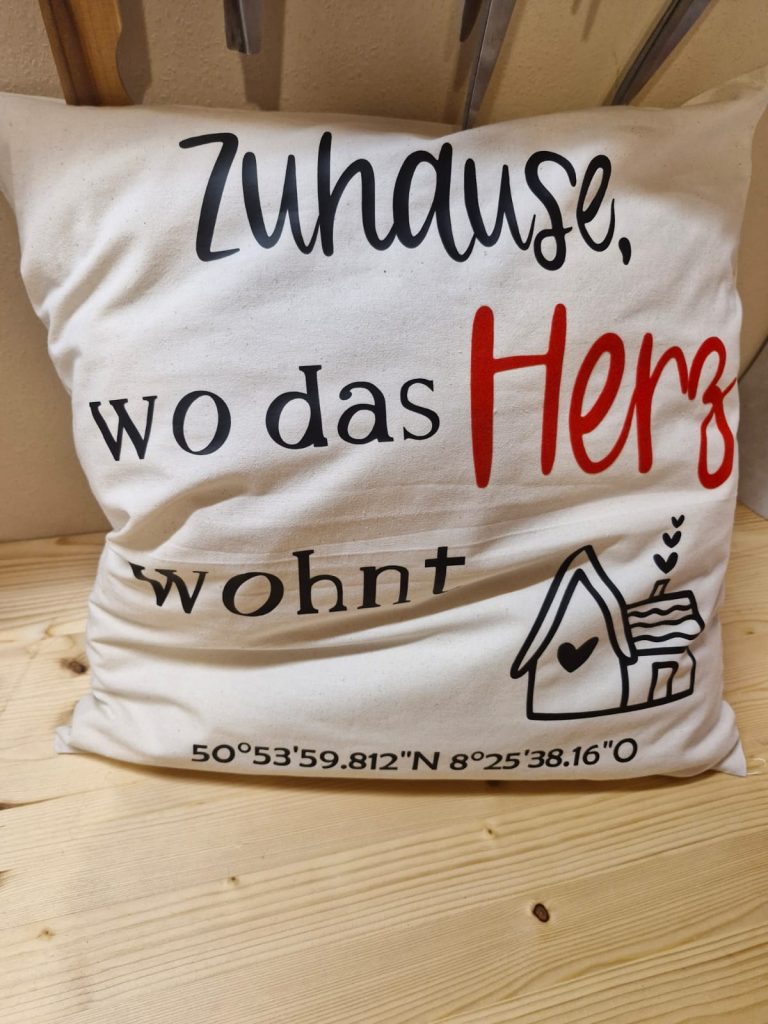 Zuhause,
wo das Herz
wohnt
50°53'59.812"N 8°25'38.16"O